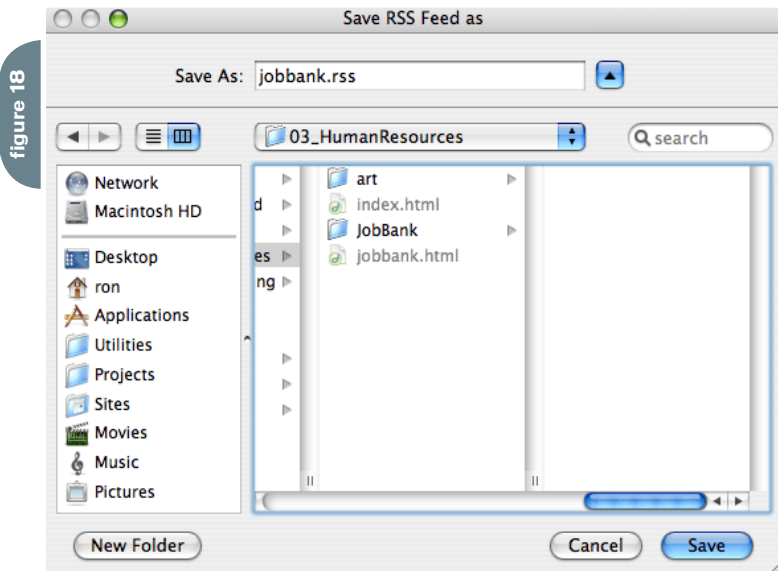 Save RSS Feed as
figure 18
Save As: jobbank.rss
03_HumanResources
search
Network
Macintosh HD
Desktop
ron
Applications
Utilities
Projects
Sites
Movies
Music
Pictures
d
es
ng
art
index.html
JobBank
jobbank.html
New Folder
Cancel
Save